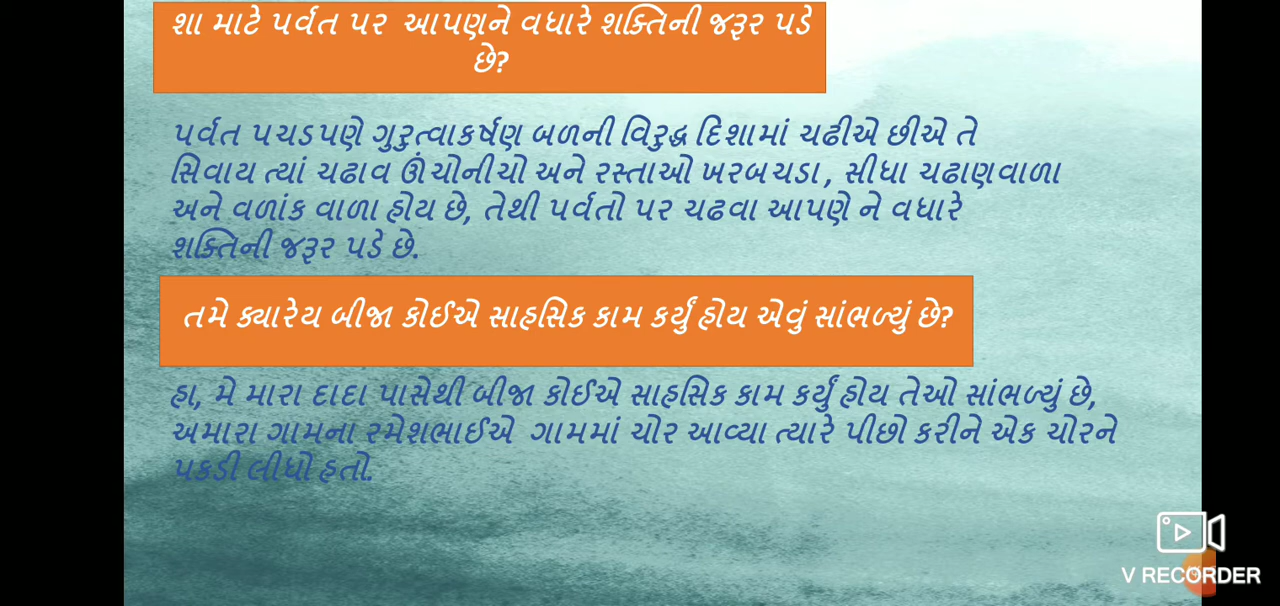 શા માટે પર્વત પર આપણને વધારે શક્તિની જરૂર પડે
છે?
પર્વત પચડપણે ગુરુત્વાકર્ષણ બળની વિરુદ્ધ દિશામાં ચઢીએ છીએ તે
સિવાય ત્યાં ચઢાવ ઊંચોનીચો અને રસ્તાઓ ખરબચડા , સીધા ચઢાણવાળા
અને વળાંક વાળા હોય છે, તેથી પર્વતો પર ચઢવા આપણે ને વધારે
શક્તિની જરૂર પડે છે.
તમે ક્યારેય બીજા કોઈએ સાહસિક કામ કર્યું હોય એવું સાંભળ્યું છે?
હા, મે મારા દાદા પાસેથી બીજા કોઈએ સાહસિક કામ કર્યું હોય તેઓ સાંભળ્યું છે,
અમારા ગામના રમેશભાઈએ ગામમાં ચોર આવ્યા ત્યારે પીછો કરીને એક ચોરને
પકડી લીધો હતો.
V RECORDER